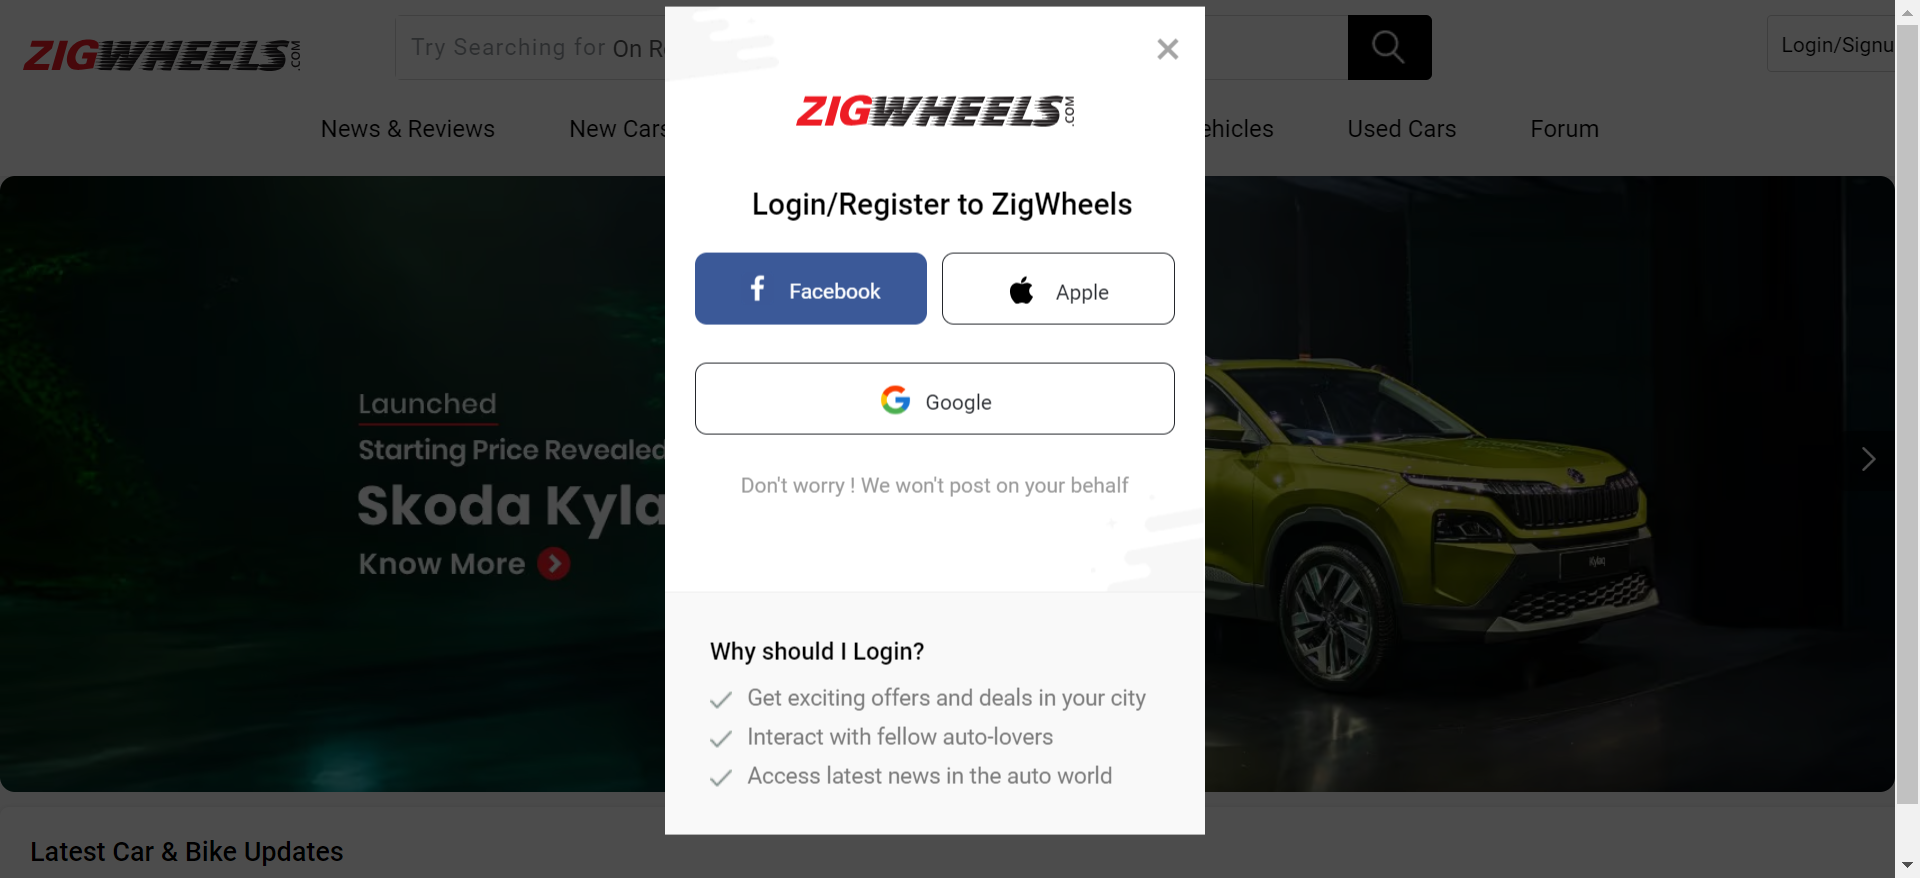 ZIGWHEELS.COM
Try Searching for On R
Login/Signu
News & Reviews
New Cars
ehicles
Used Cars
Forum
ZIGWHEELS.COM
Login/Register to ZigWheels
Facebook
Apple
Google
Don't worry ! We won't post on your behalf
Why should I Login?
Get exciting offers and deals in your city
Interact with fellow auto-lovers
Access latest news in the auto world
Launched
Starting Price Revealed
Skoda Kyla
Know More
Kylaq
Latest Car & Bike Updates